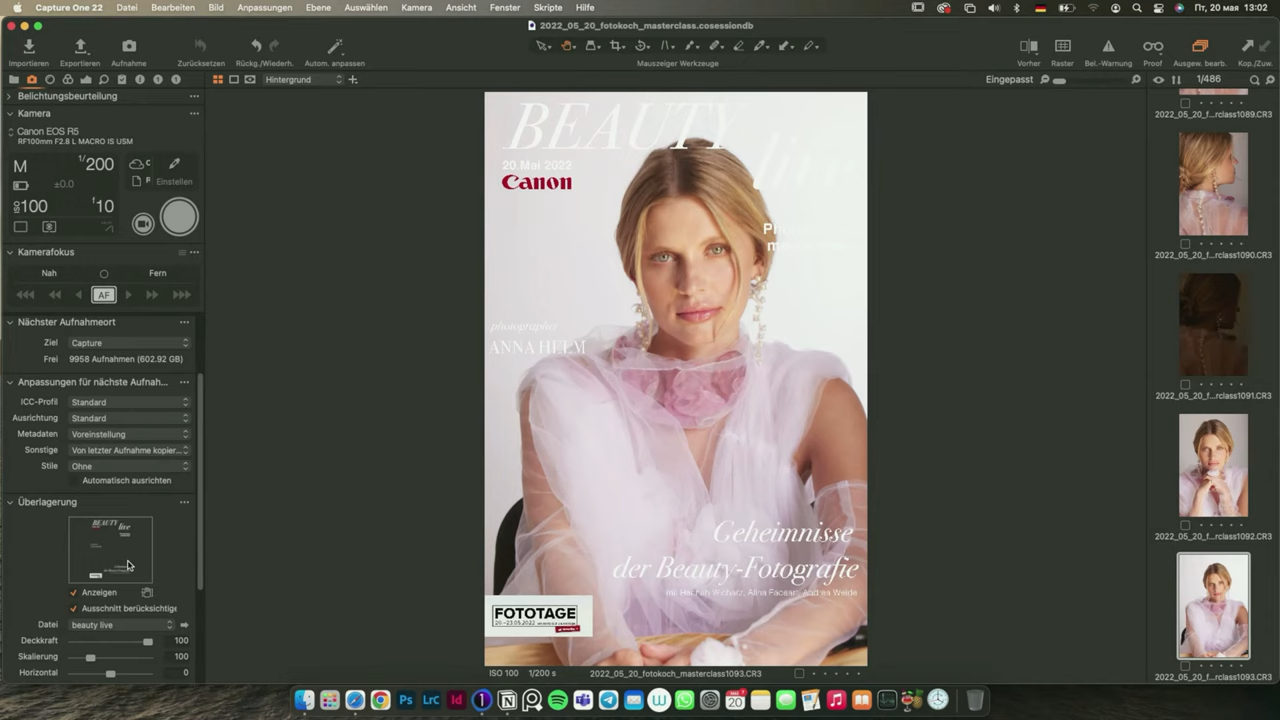 Capture One 22 Datei Bearbeiten Bild Anpassungen Ebene Auswählen Kamera Ansicht Fenster Skripte Hilfe Пт, 20 мая 13:02
2022_05_20_fotokoch_masterclass.cosessiondb
Importieren Exportieren Aufnahme Zurücksetzen Rückg./Wiederh. Autom. anpassen Mauszeiger Werkzeuge Vorher Raster Bel.-Warnung Proof Ausgew. bearb. Kop./Zuw.
Hintergrund Eingepasst 1/486
Belichtungsbeurteilung
Kamera
Canon EOS R5
RF100mm F2.8 L MACRO IS USM
M 1/200 C
±0.0 Einstellen
ISO 100 f10
Kamerafokus
Nah Fern
AF
Nächster Aufnahmeort
Ziel Capture
Frei 9958 Aufnahmen (602.92 GB)
Anpassungen für nächste Aufnah...
ICC-Profil Standard
Ausrichtung Standard
Metadaten Voreinstellung
Sonstige Von letzter Aufnahme kopier...
Stile Ohne
Automatisch ausrichten
Überlagerung
BEAUTY
live
Anzeigen
Ausschnitt berücksichtige
Datei beauty live
Deckkraft 100
Skalierung 100
Horizontal 0
BEAUTY
live
20.Mai 2022
Canon
photographer
ANNA HELM
Geheimnisse
der Beauty-Fotografie
FOTOTAGE
ISO 100 1/200 s 2022_05_20_fotokoch_masterclass1093.CR3
2022_05_20_f...rclass1089.CR3
2022_05_20_f...rclass1090.CR3
2022_05_20_f...rclass1091.CR3
2022_05_20_f...rclass1092.CR3
2022_05_20_f...rclass1093.CR3
Ps Lrc Id 20